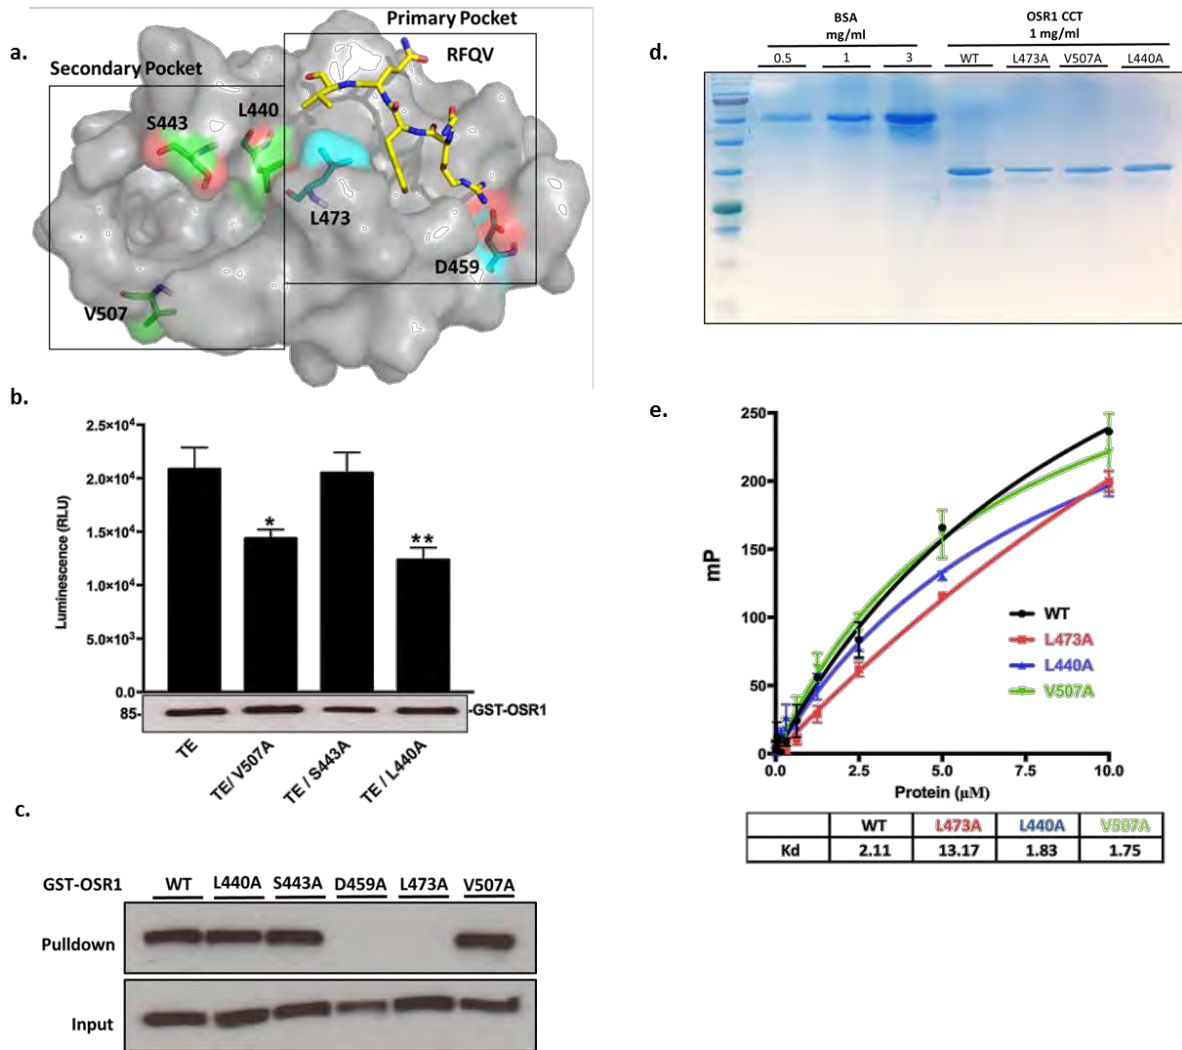 a.
Primary Pocket
RFQV
Secondary Pocket
S443
L440
L473
D459
V507
b.
Luminescence (RLU)
2.5×10⁴
2.0×10⁴
1.5×10⁴
1.0×10⁴
5.0×10³
0.0
*
**
85-
-GST-OSR1
TE
TE/ V507A
TE / S443A
TE / L440A
c.
GST-OSR1 WT L440A S443A D459A L473A V507A
Pulldown
Input
d.
BSA
mg/ml
OSR1 CCT
1 mg/ml
0.5 1 3 WT L473A V507A L440A
e.
mP
250
200
150
100
50
0
0.0 2.5 5.0 7.5 10.0
Protein (μM)
WT
L473A
L440A
V507A
WT L473A L440A V507A
Kd 2.11 13.17 1.83 1.75